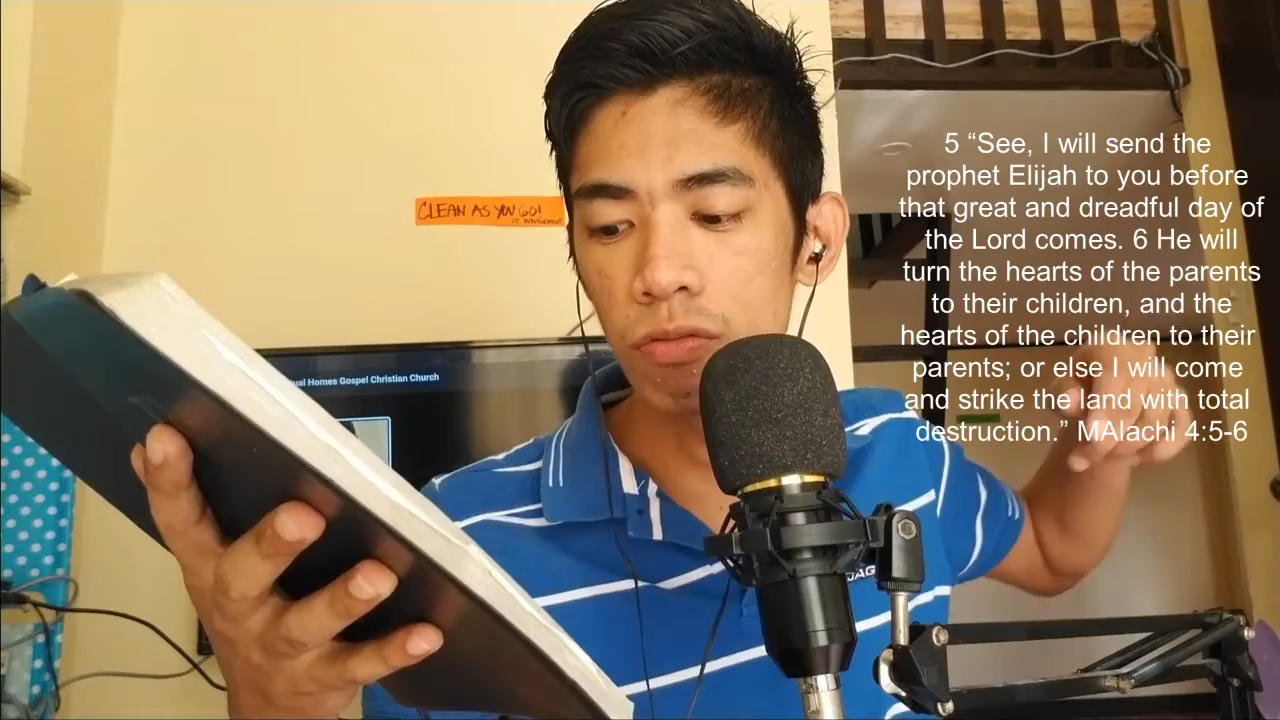 CLEAN AS YOU GO!
ual Homes Gospel Christian Church
JAG
5 “See, I will send the
prophet Elijah to you before
that great and dreadful day of
the Lord comes. 6 He will
turn the hearts of the parents
to their children, and the
hearts of the children to their
parents; or else I will come
and strike the land with total
destruction.” MAlachi 4:5-6